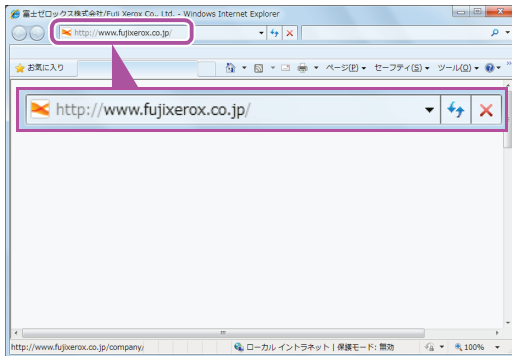 富士ゼロックス株式会社/Fuji Xerox Co., Ltd. - Windows Internet Explorer
http://www.fujixerox.co.jp/
お気に入り ページ(P) セーフティ(S) ツール(O) »
http://www.fujixerox.co.jp/
http://www.fujixerox.co.jp/company/ ローカル イントラネット | 保護モード: 無効 100%